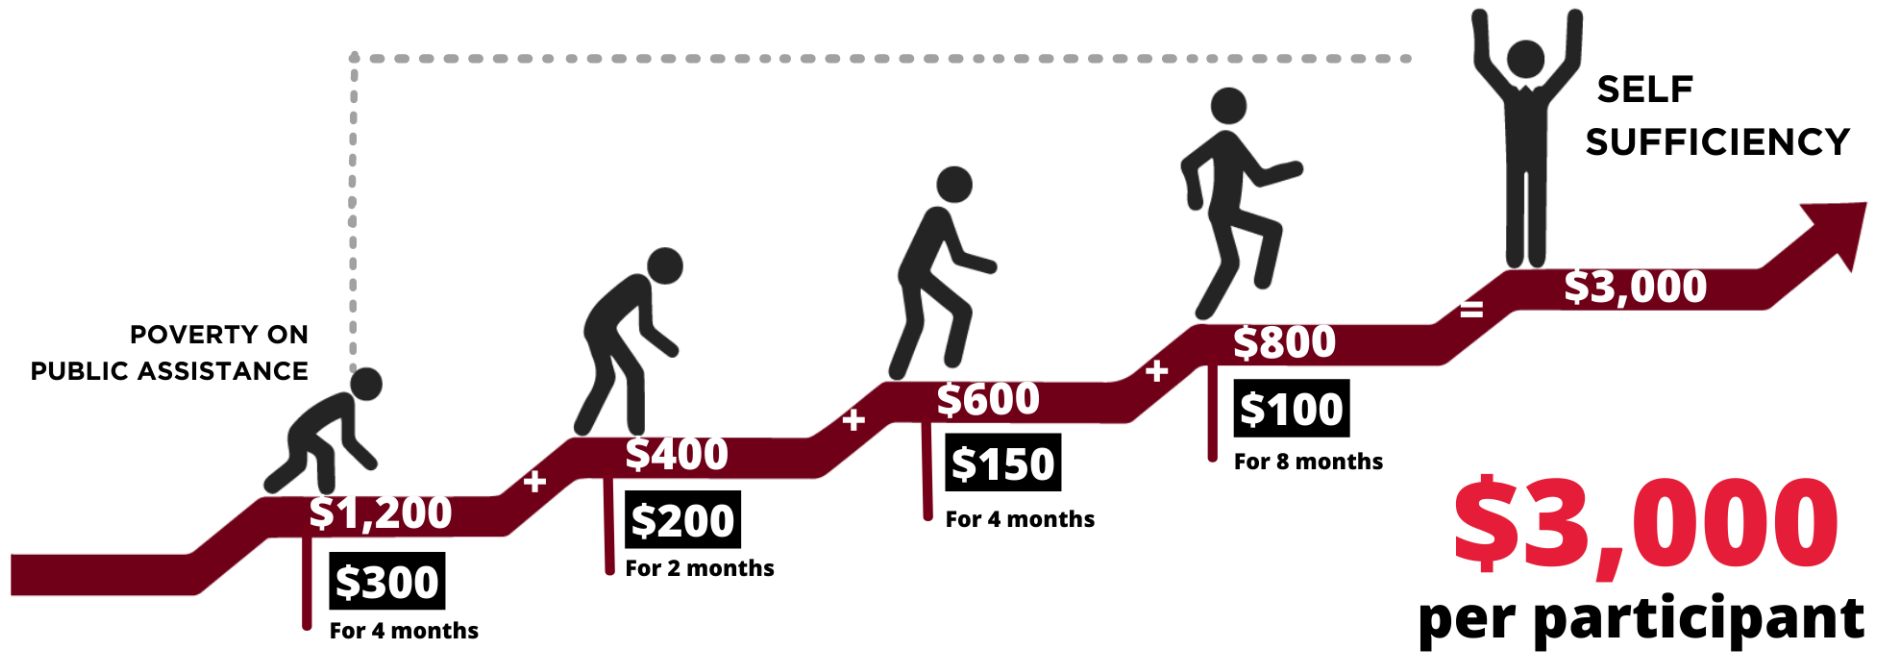 POVERTY ON
PUBLIC ASSISTANCE
$1,200
$300
For 4 months
+
$400
$200
For 2 months
+
$600
$150
For 4 months
+
$800
$100
For 8 months
=
$3,000
SELF
SUFFICIENCY
$3,000
per participant